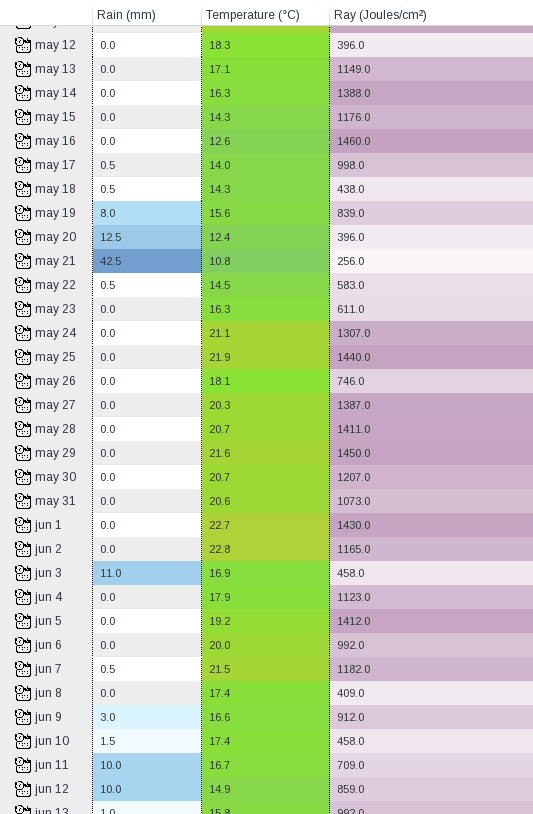 Rain (mm) Temperature (°C) Ray (Joules/cm²)
may 12 0.0 18.3 396.0
may 13 0.0 17.1 1149.0
may 14 0.0 16.3 1388.0
may 15 0.0 14.3 1176.0
may 16 0.0 12.6 1460.0
may 17 0.5 14.0 998.0
may 18 0.5 14.3 438.0
may 19 8.0 15.6 839.0
may 20 12.5 12.4 396.0
may 21 42.5 10.8 256.0
may 22 0.5 14.5 583.0
may 23 0.0 16.3 611.0
may 24 0.0 21.1 1307.0
may 25 0.0 21.9 1440.0
may 26 0.0 18.1 746.0
may 27 0.0 20.3 1387.0
may 28 0.0 20.7 1411.0
may 29 0.0 21.6 1450.0
may 30 0.0 20.7 1207.0
may 31 0.0 20.6 1073.0
jun 1 0.0 22.7 1430.0
jun 2 0.0 22.8 1165.0
jun 3 11.0 16.9 458.0
jun 4 0.0 17.9 1123.0
jun 5 0.0 19.2 1412.0
jun 6 0.0 20.0 992.0
jun 7 0.5 21.5 1182.0
jun 8 0.0 17.4 409.0
jun 9 3.0 16.6 912.0
jun 10 1.5 17.4 458.0
jun 11 10.0 16.7 709.0
jun 12 10.0 14.9 859.0
jun 13 1.0 15.8 992.0